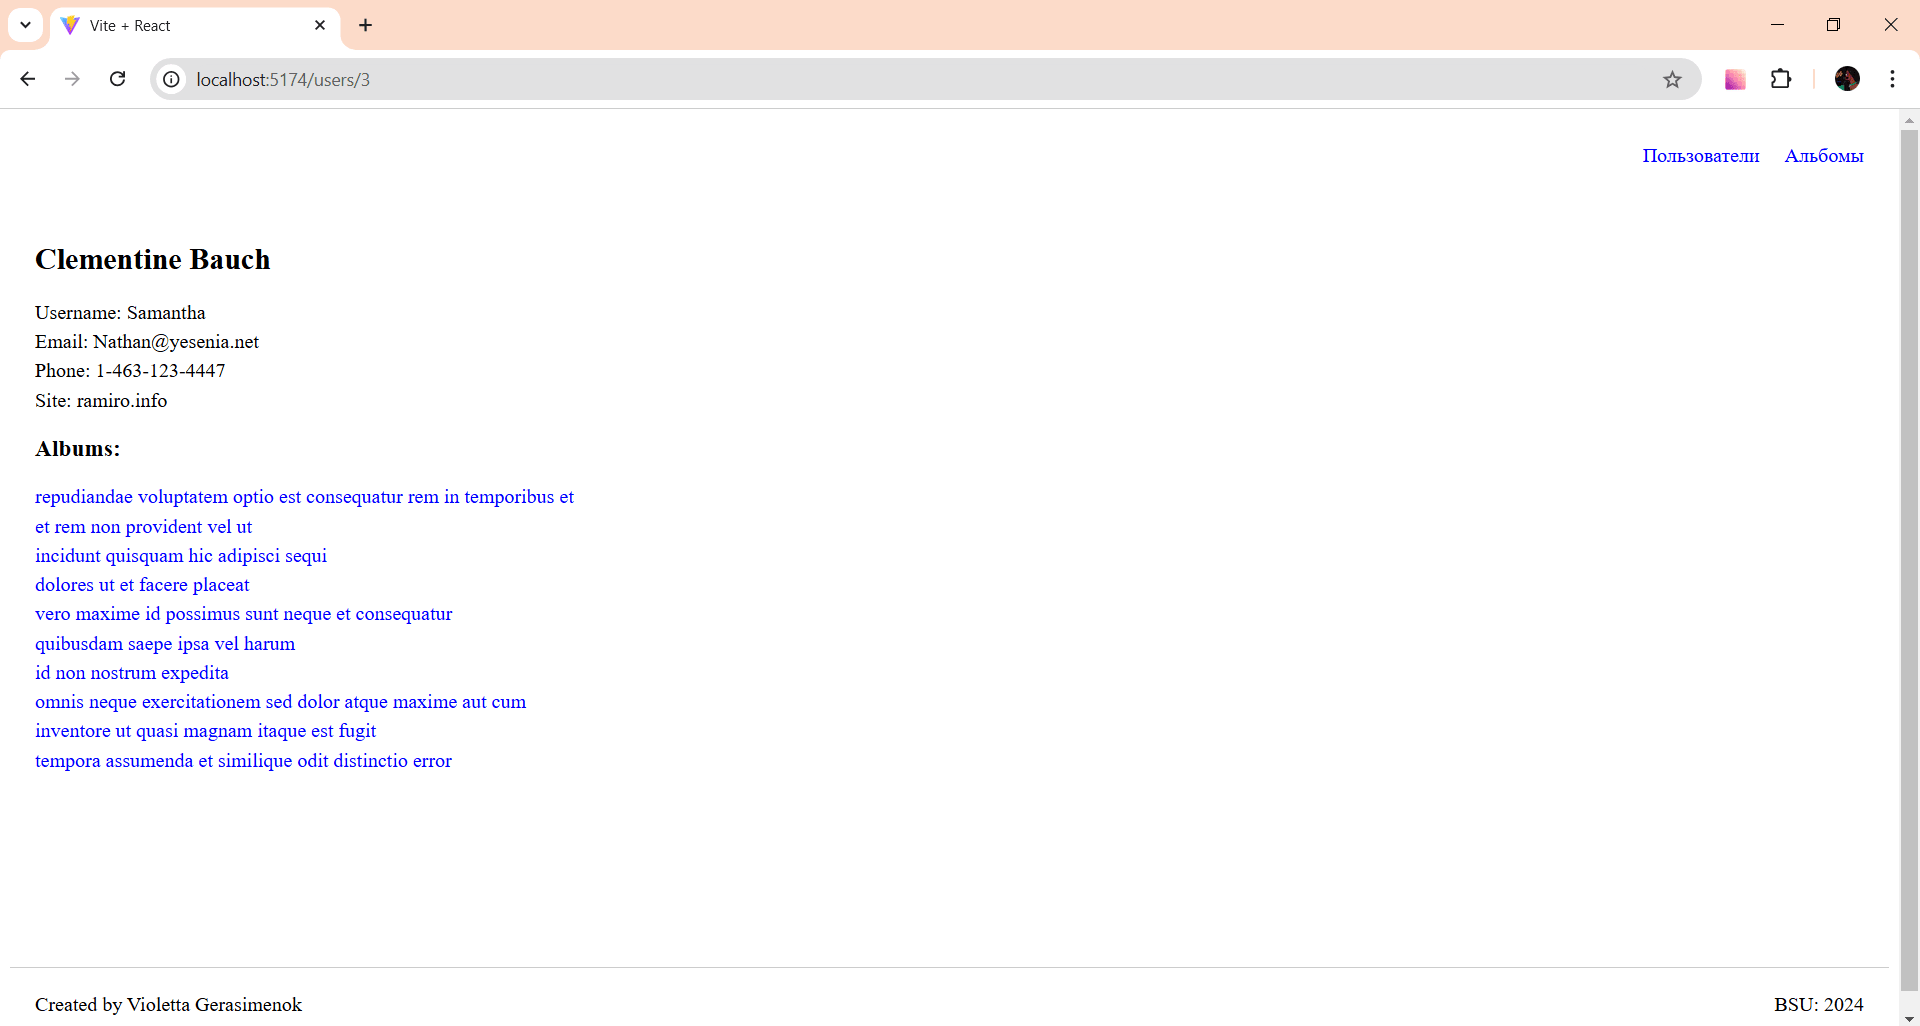 Vite + React
localhost:5174/users/3
Пользователи Альбомы
Clementine Bauch
Username: Samantha
Email: Nathan@yesenia.net
Phone: 1-463-123-4447
Site: ramiro.info
Albums:
repudiandae voluptatem optio est consequatur rem in temporibus et
et rem non provident vel ut
incidunt quisquam hic adipisci sequi
dolores ut et facere placeat
vero maxime id possimus sunt neque et consequatur
quibusdam saepe ipsa vel harum
id non nostrum expedita
omnis neque exercitationem sed dolor atque maxime aut cum
inventore ut quasi magnam itaque est fugit
tempora assumenda et similique odit distinctio error
Created by Violetta Gerasimenok BSU: 2024